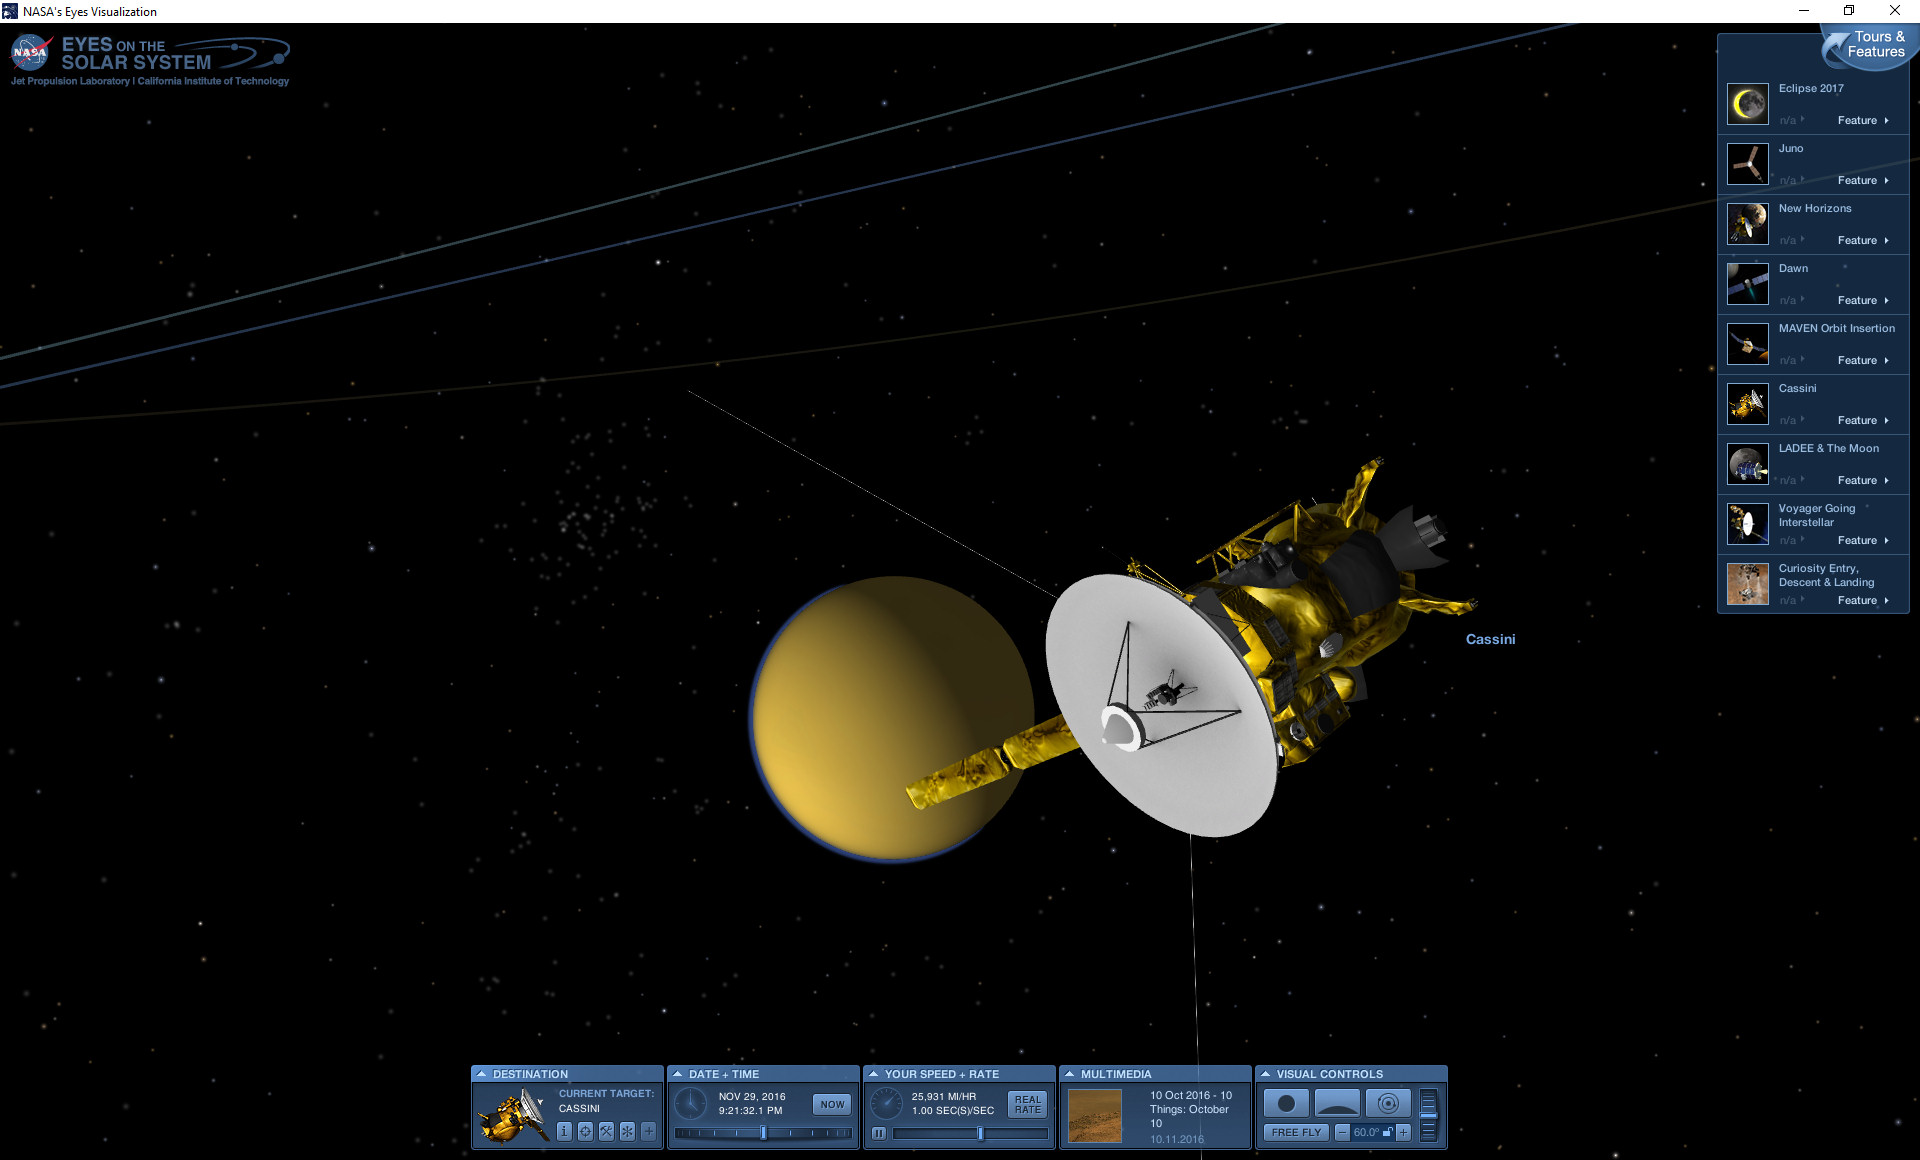 NASA's Eyes Visualization
NASA
EYES ON THE
SOLAR SYSTEM
Jet Propulsion Laboratory | California Institute of Technology
Tours &
Features
Eclipse 2017
n/a Feature
Juno
n/a Feature
New Horizons
n/a Feature
Dawn
n/a Feature
MAVEN Orbit Insertion
n/a Feature
Cassini
n/a Feature
LADEE & The Moon
n/a Feature
Voyager Going
Interstellar
n/a Feature
Curiosity Entry,
Descent & Landing
n/a Feature
Cassini
DESTINATION
CURRENT TARGET:
CASSINI
DATE + TIME
NOV 29, 2016
9:21:32.1 PM
NOW
YOUR SPEED + RATE
25,931 MI/HR
1.00 SEC(S)/SEC
REAL
RATE
MULTIMEDIA
10 Oct 2016 - 10
Things: October
10
10.11.2016
VISUAL CONTROLS
FREE FLY
60.0°